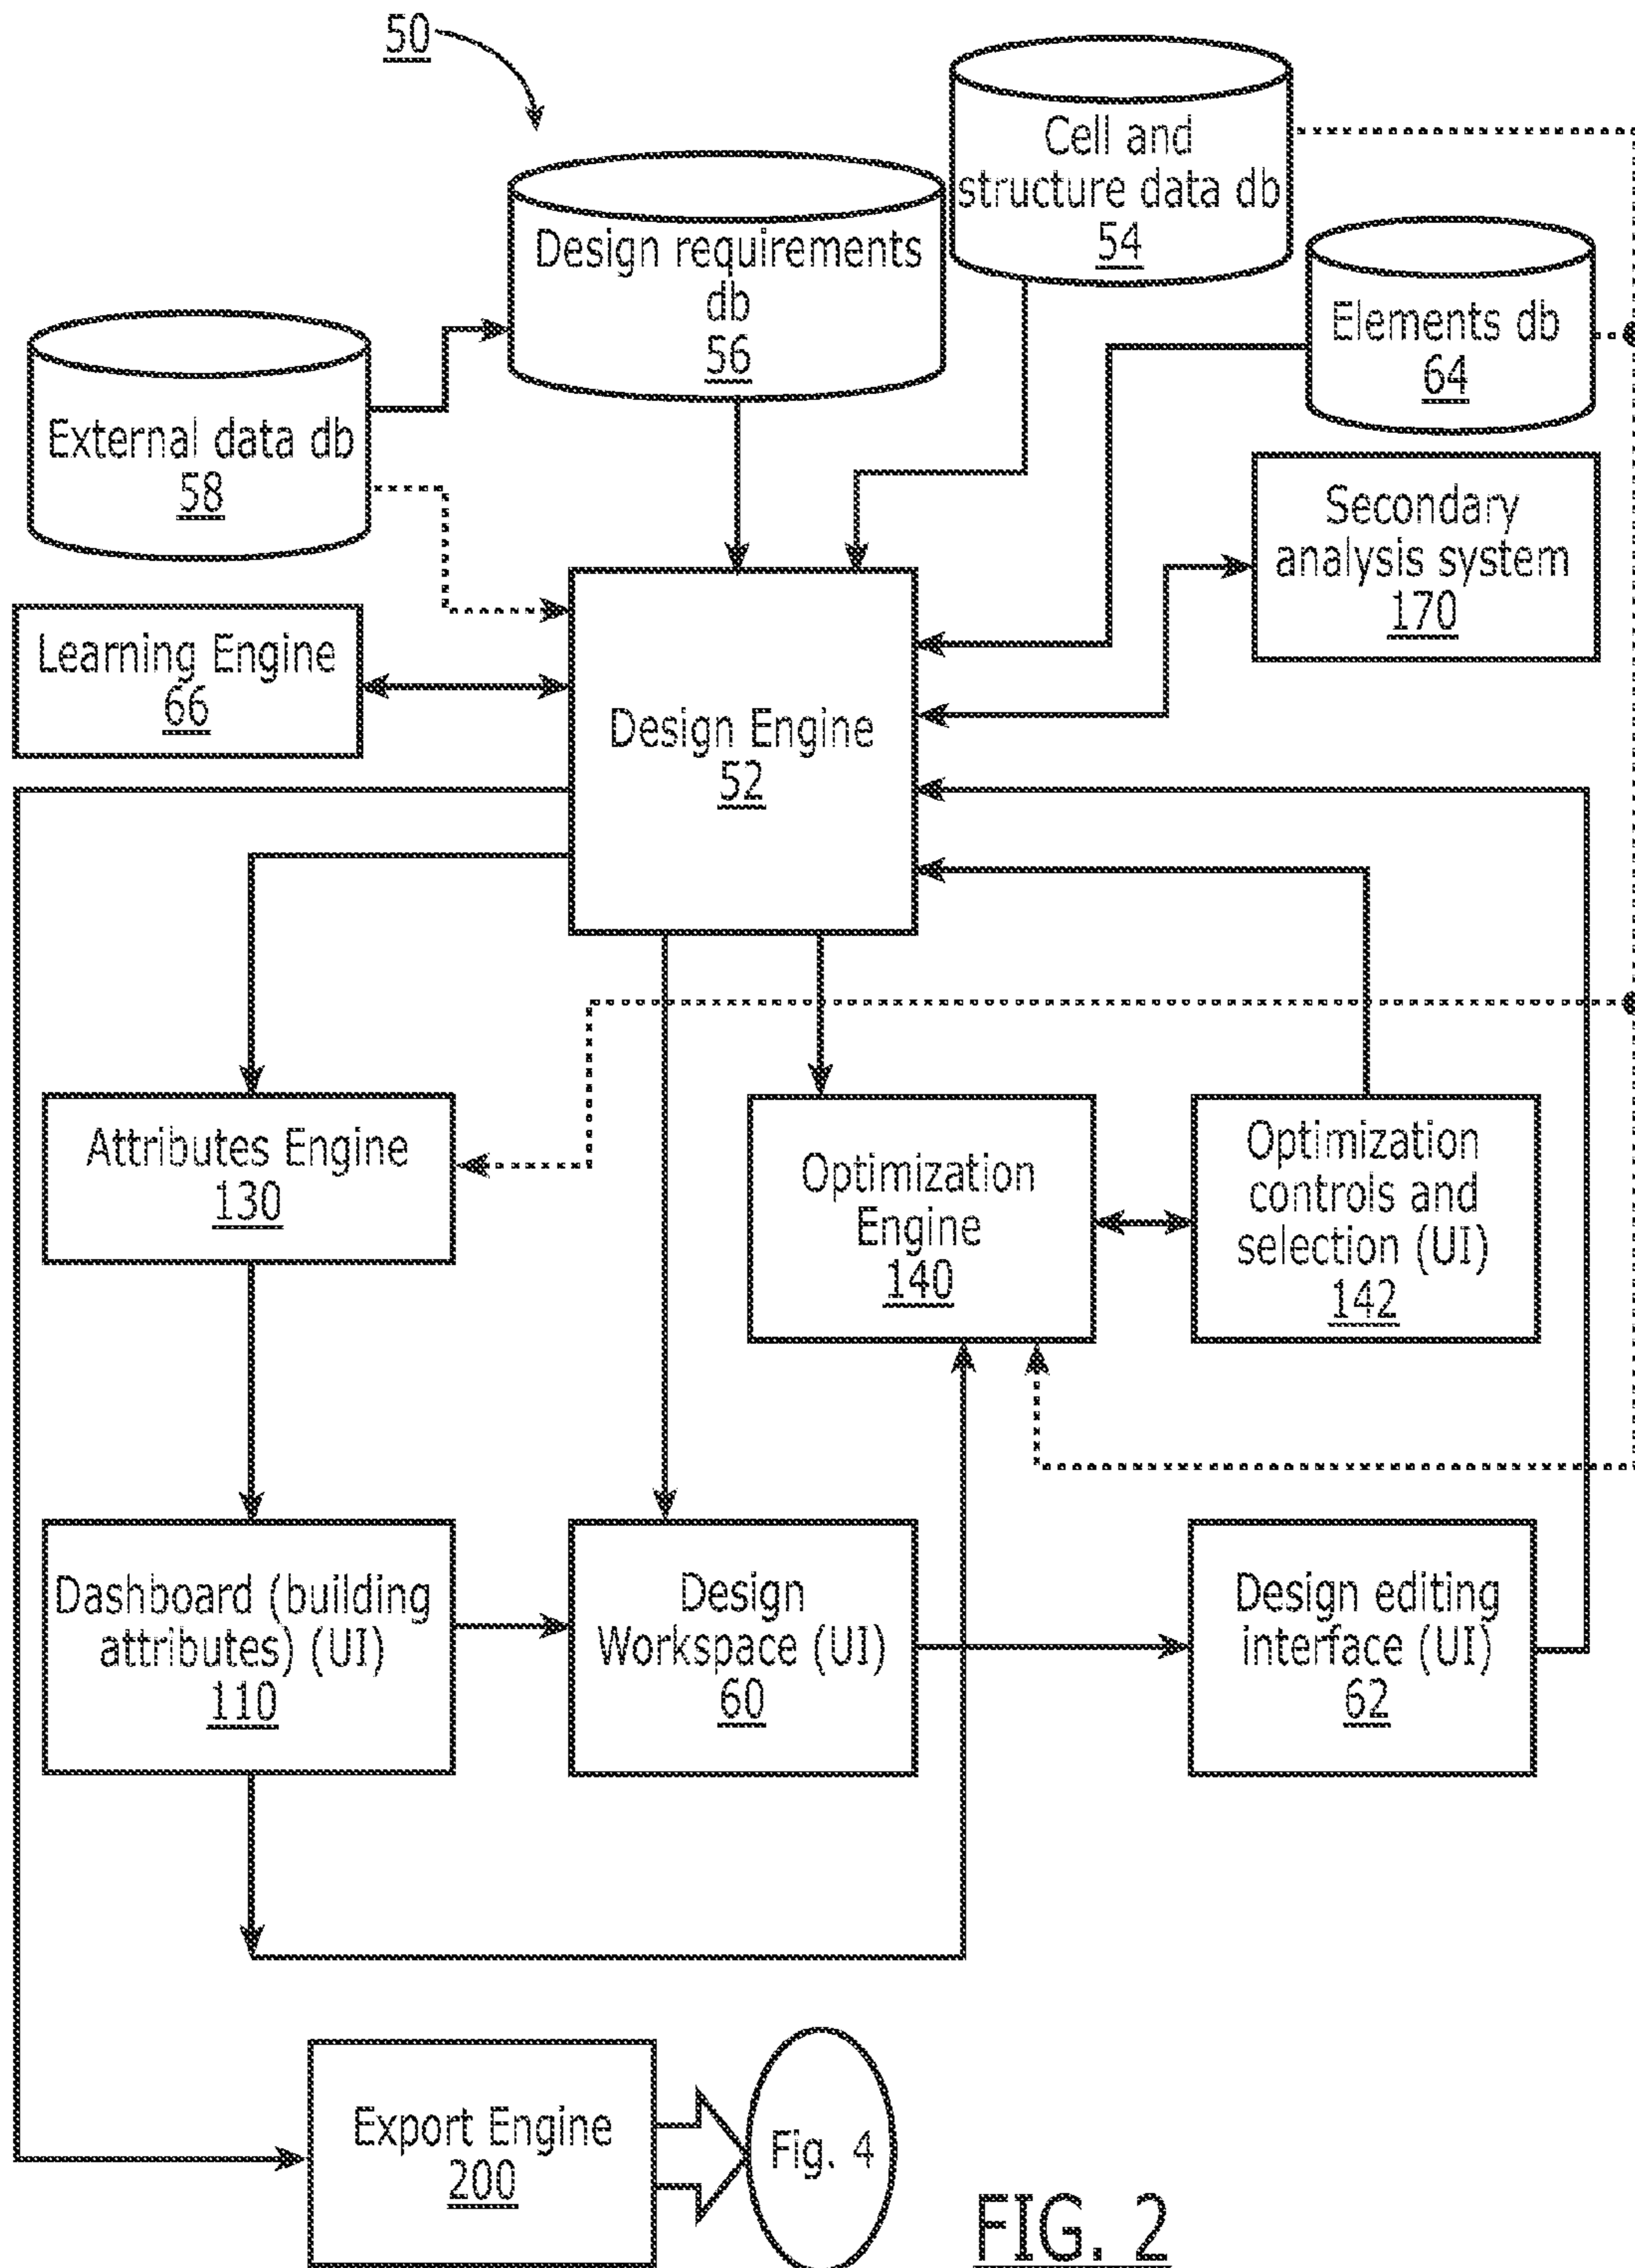 50
Cell and
structure data db
54
Design requirements
db
56
Elements db
64
External data db
58
Secondary
analysis system
170
Learning Engine
66
Design Engine
52
Attributes Engine
130
Optimization
Engine
140
Optimization
controls and
selection (UI)
142
Dashboard (building
attributes) (UI)
110
Design
Workspace (UI)
60
Design editing
interface (UI)
62
Export Engine
200
Fig. 4
FIG. 2